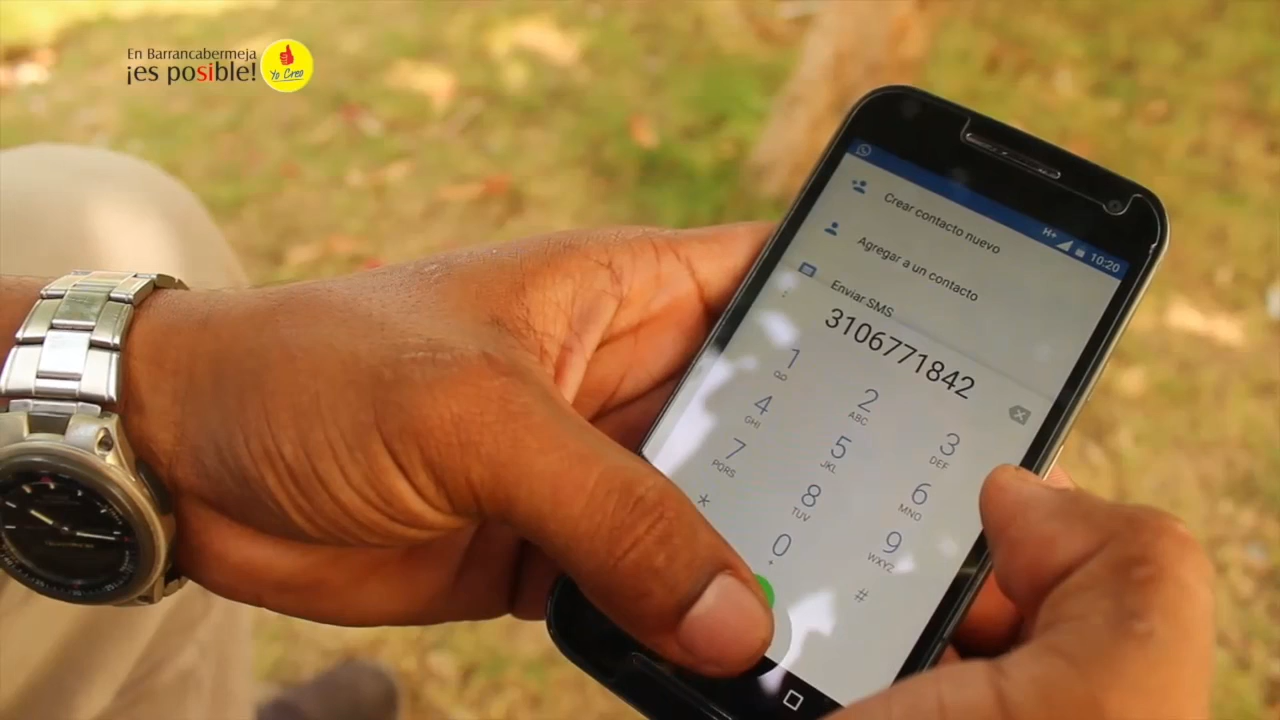 En Barrancabermeja
¡es posible!
Yo Creo
H+ 10:20
Crear contacto nuevo
Agregar a un contacto
Enviar SMS
3106771842
1
2
ABC
3
DEF
4
GHI
5
JKL
6
MNO
7
PQRS
8
TUV
9
WXYZ
*
0
+
#